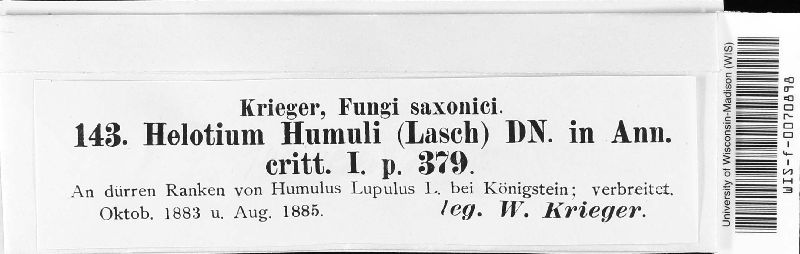 Krieger, Fungi saxonici.
143. Helotium Humuli (Lasch) DN. in Ann.
critt. I. p. 379.
An dürren Ranken von Humulus Lupulus L. bei Königstein; verbreitet.
Oktob. 1883 u. Aug. 1885. leg. W. Krieger.
University of Wisconsin-Madison (WIS)
WIS-f-0070898